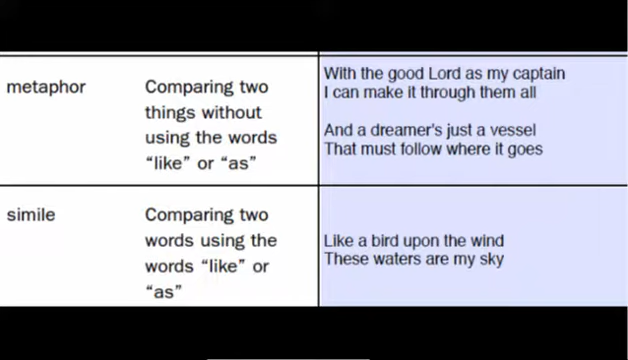 metaphor
Comparing two
things without
using the words
“like” or “as”
With the good Lord as my captain
I can make it through them all
And a dreamer's just a vessel
That must follow where it goes
simile
Comparing two
words using the
words “like” or
“as”
Like a bird upon the wind
These waters are my sky